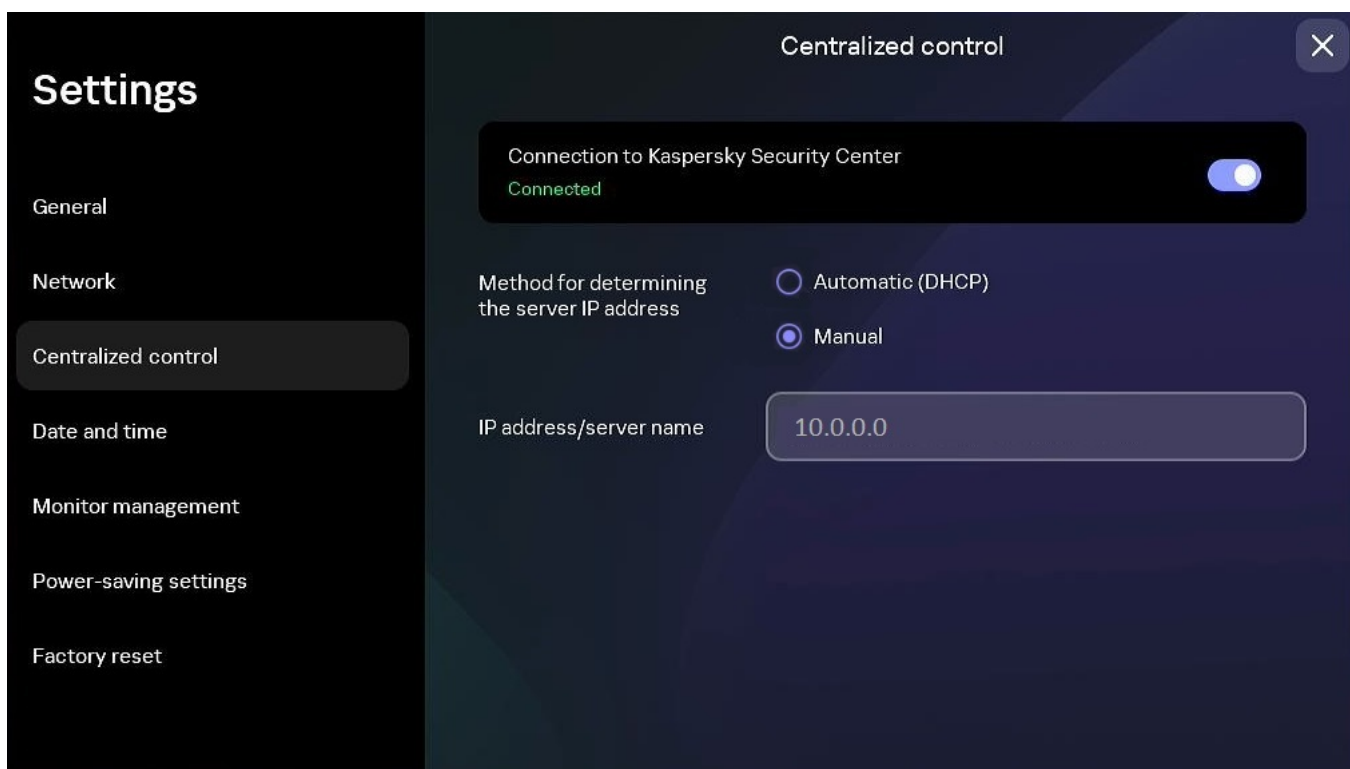 Settings
General
Network
Centralized control
Date and time
Monitor management
Power-saving settings
Factory reset
Centralized control
Connection to Kaspersky Security Center
Connected
Method for determining
the server IP address
Automatic (DHCP)
Manual
IP address/server name
10.0.0.0